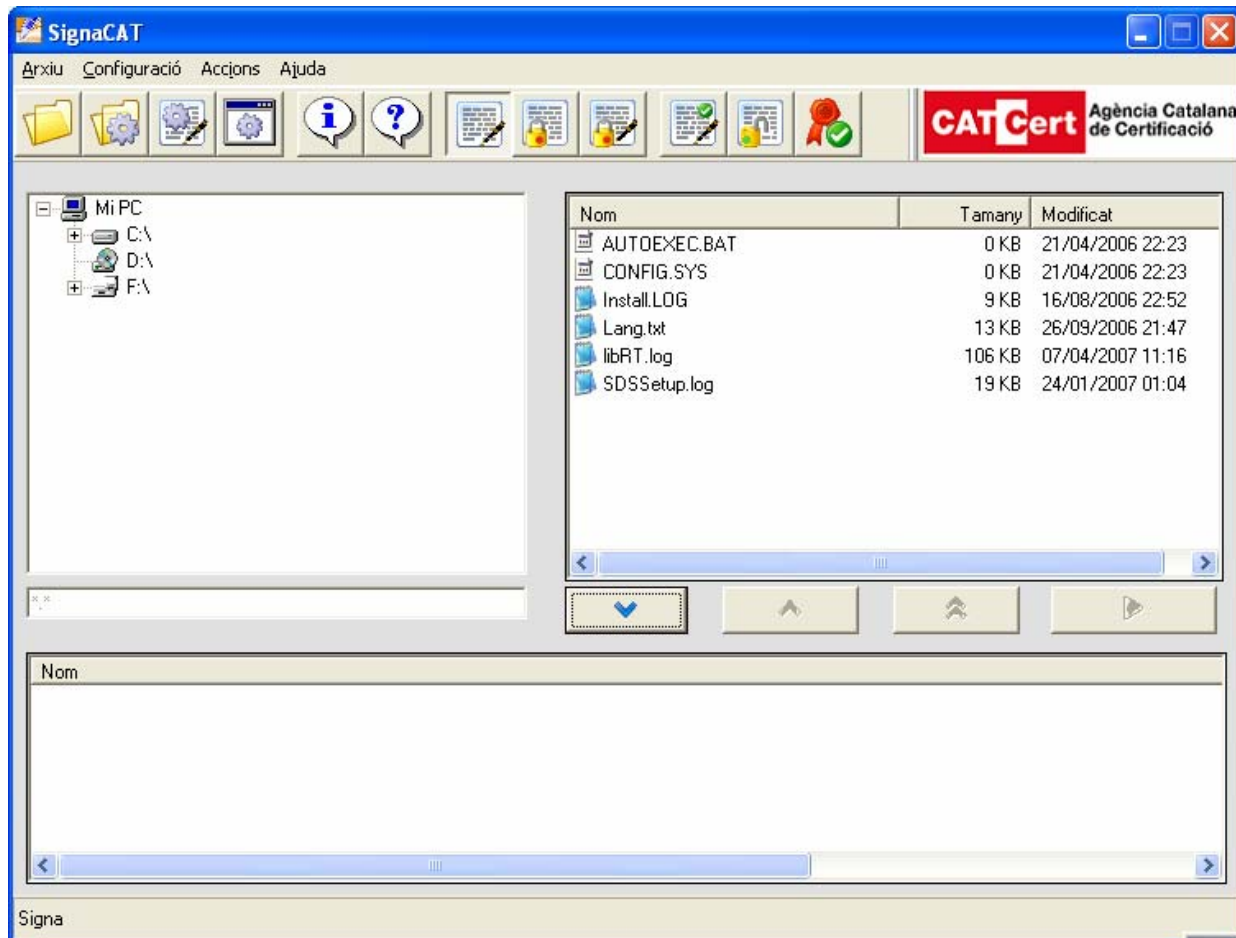 SignaCAT
Arxiu Configuració Accions Ajuda
CATCert Agència Catalana
de Certificació
Mi PC
C:\
D:\
F:\
Nom Tamany Modificat
AUTOEXEC.BAT 0 KB 21/04/2006 22:23
CONFIG.SYS 0 KB 21/04/2006 22:23
Install.LOG 9 KB 16/08/2006 22:52
Lang.txt 13 KB 26/09/2006 21:47
libRT.log 106 KB 07/04/2007 11:16
SDSSetup.log 19 KB 24/01/2007 01:04
*.*
Nom
Signa